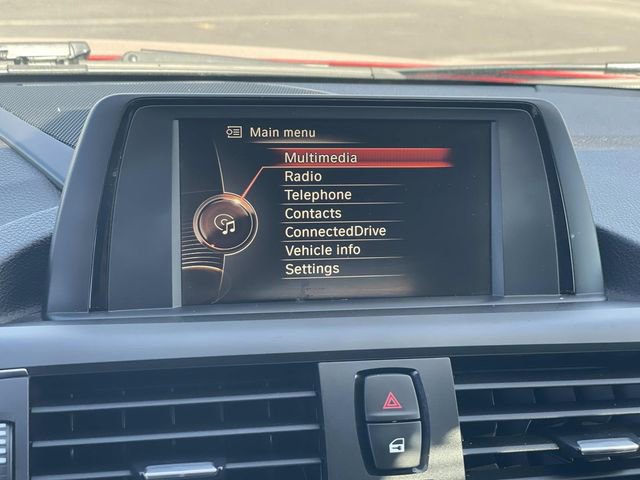 Main menu
Multimedia
Radio
Telephone
Contacts
ConnectedDrive
Vehicle info
Settings